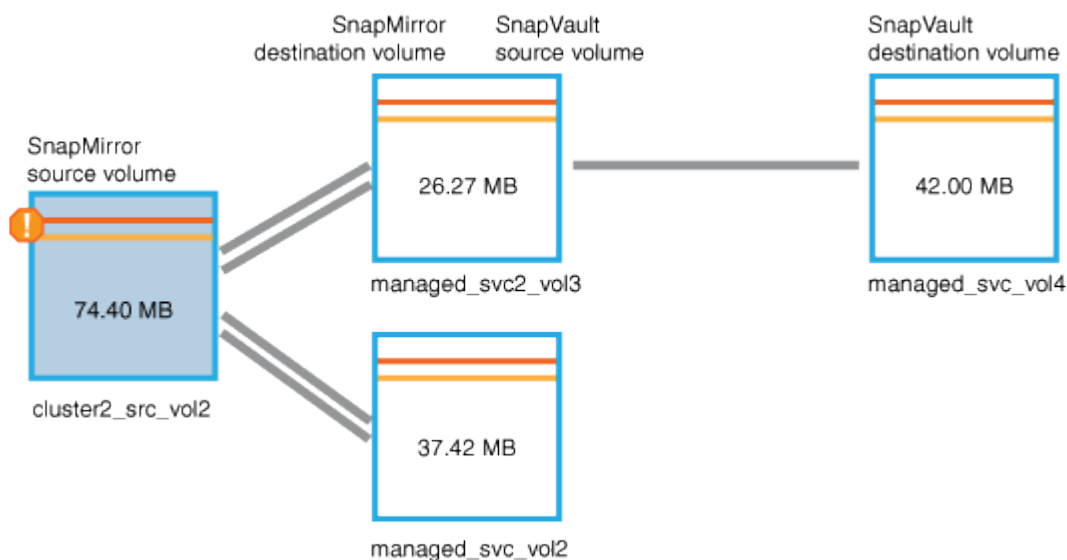 SnapMirror
destination volume
SnapVault
source volume
SnapVault
destination volume
SnapMirror
source volume
!
26.27 MB
42.00 MB
74.40 MB
managed_svc2_vol3
managed_svc_vol4
cluster2_src_vol2
37.42 MB
managed_svc_vol2